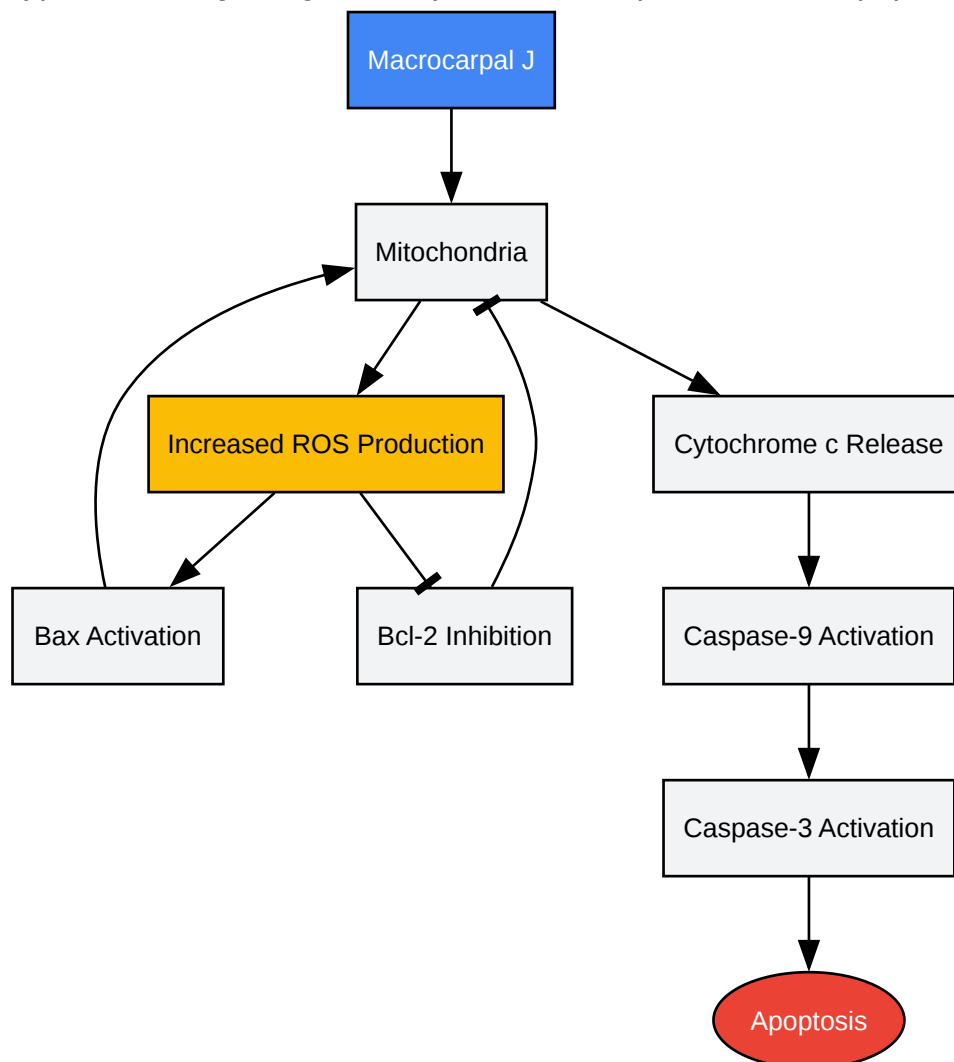 Macrocarpal J
Mitochondria
Increased ROS Production
Cytochrome c Release
Bax Activation
Bcl-2 Inhibition
Caspase-9 Activation
Caspase-3 Activation
Apoptosis